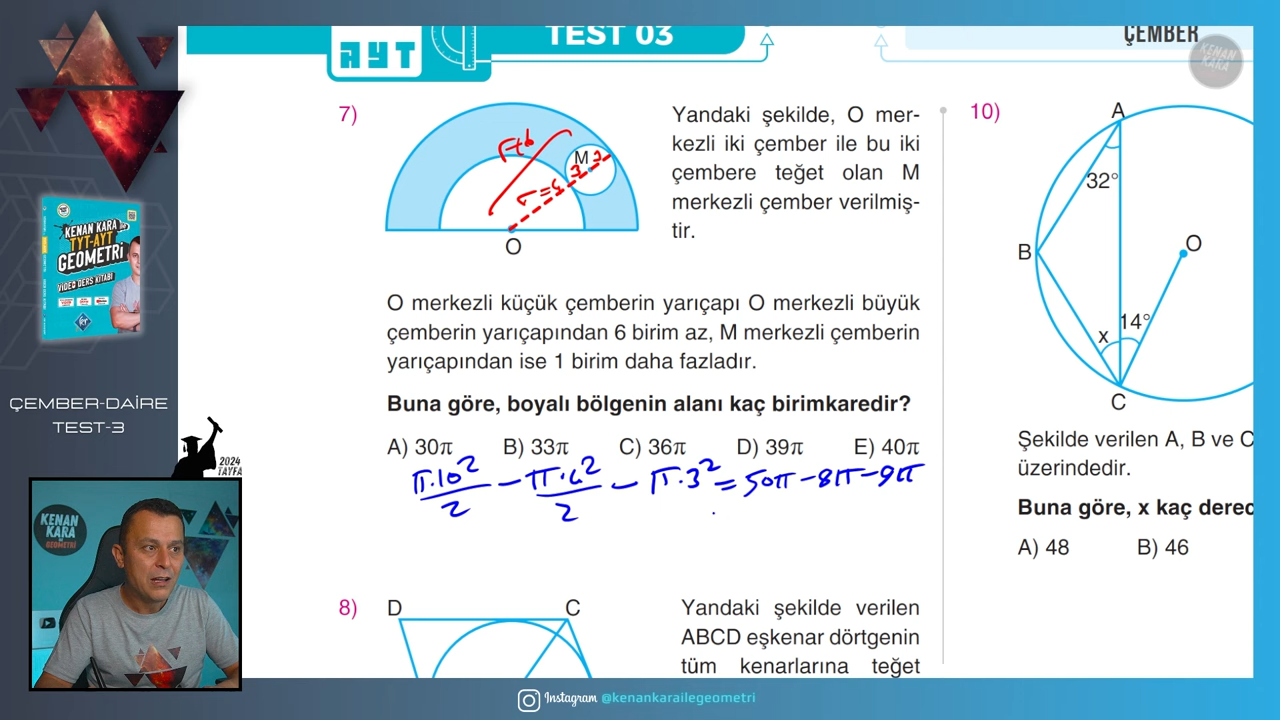 AYT
TEST 03
ÇEMBER
KENAN
KARA
7)
r+6
M
3
3
r=4
O
Yandaki şekilde, O mer-
kezli iki çember ile bu iki
çembere teğet olan M
merkezli çember verilmiş-
tir.
O merkezli küçük çemberin yarıçapı O merkezli büyük
çemberin yarıçapından 6 birim az, M merkezli çemberin
yarıçapından ise 1 birim daha fazladır.
Buna göre, boyalı bölgenin alanı kaç birimkaredir?
A) 30π B) 33π C) 36π D) 39π E) 40π
π.10²/2 - π.4²/2 - π.3² = 50π - 8π - 9π
8)
D
C
Yandaki şekilde verilen
ABCD eşkenar dörtgenin
tüm kenarlarına teğet
10)
A
32°
B
O
14°
x
C
Şekilde verilen A, B ve C
üzerindedir.
Buna göre, x kaç derec
A) 48 B) 46
KENAN KARA
TYT-AYT
GEOMETRİ
VİDEO DERS KİTABI
ÇEMBER-DAİRE
TEST-3
2024
TAYFA
KENAN
KARA
GEOMETRİ
Instagram @kenankarailegeometri